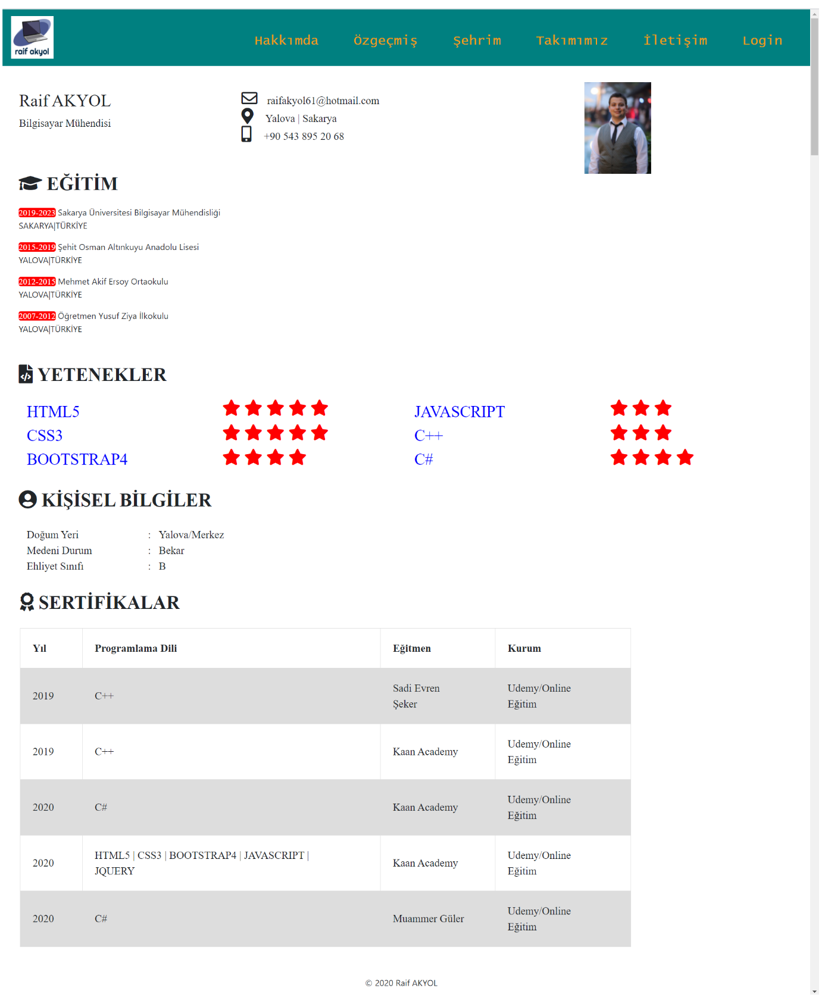 raif akyol
Hakkımda Özgeçmiş Şehrim Takımımız İletişim Login
Raif AKYOL
Bilgisayar Mühendisi
raifakyol61@hotmail.com
Yalova | Sakarya
+90 543 895 20 68
EĞİTİM
2019-2023 Sakarya Üniversitesi Bilgisayar Mühendisliği
SAKARYA|TÜRKİYE
2015-2019 Şehit Osman Altınkuyu Anadolu Lisesi
YALOVA|TÜRKİYE
2012-2015 Mehmet Akif Ersoy Ortaokulu
YALOVA|TÜRKİYE
2007-2012 Öğretmen Yusuf Ziya İlkokulu
YALOVA|TÜRKİYE
YETENEKLER
HTML5 JAVASCRIPT
CSS3 C++
BOOTSTRAP4 C#
KİŞİSEL BİLGİLER
Doğum Yeri : Yalova/Merkez
Medeni Durum : Bekar
Ehliyet Sınıfı : B
SERTİFİKALAR
Yıl Programlama Dili Eğitmen Kurum
2019 C++ Sadi Evren Şeker Udemy/Online Eğitim
2019 C++ Kaan Academy Udemy/Online Eğitim
2020 C# Kaan Academy Udemy/Online Eğitim
2020 HTML5 | CSS3 | BOOTSTRAP4 | JAVASCRIPT | JQUERY Kaan Academy Udemy/Online Eğitim
2020 C# Muammer Güler Udemy/Online Eğitim
© 2020 Raif AKYOL